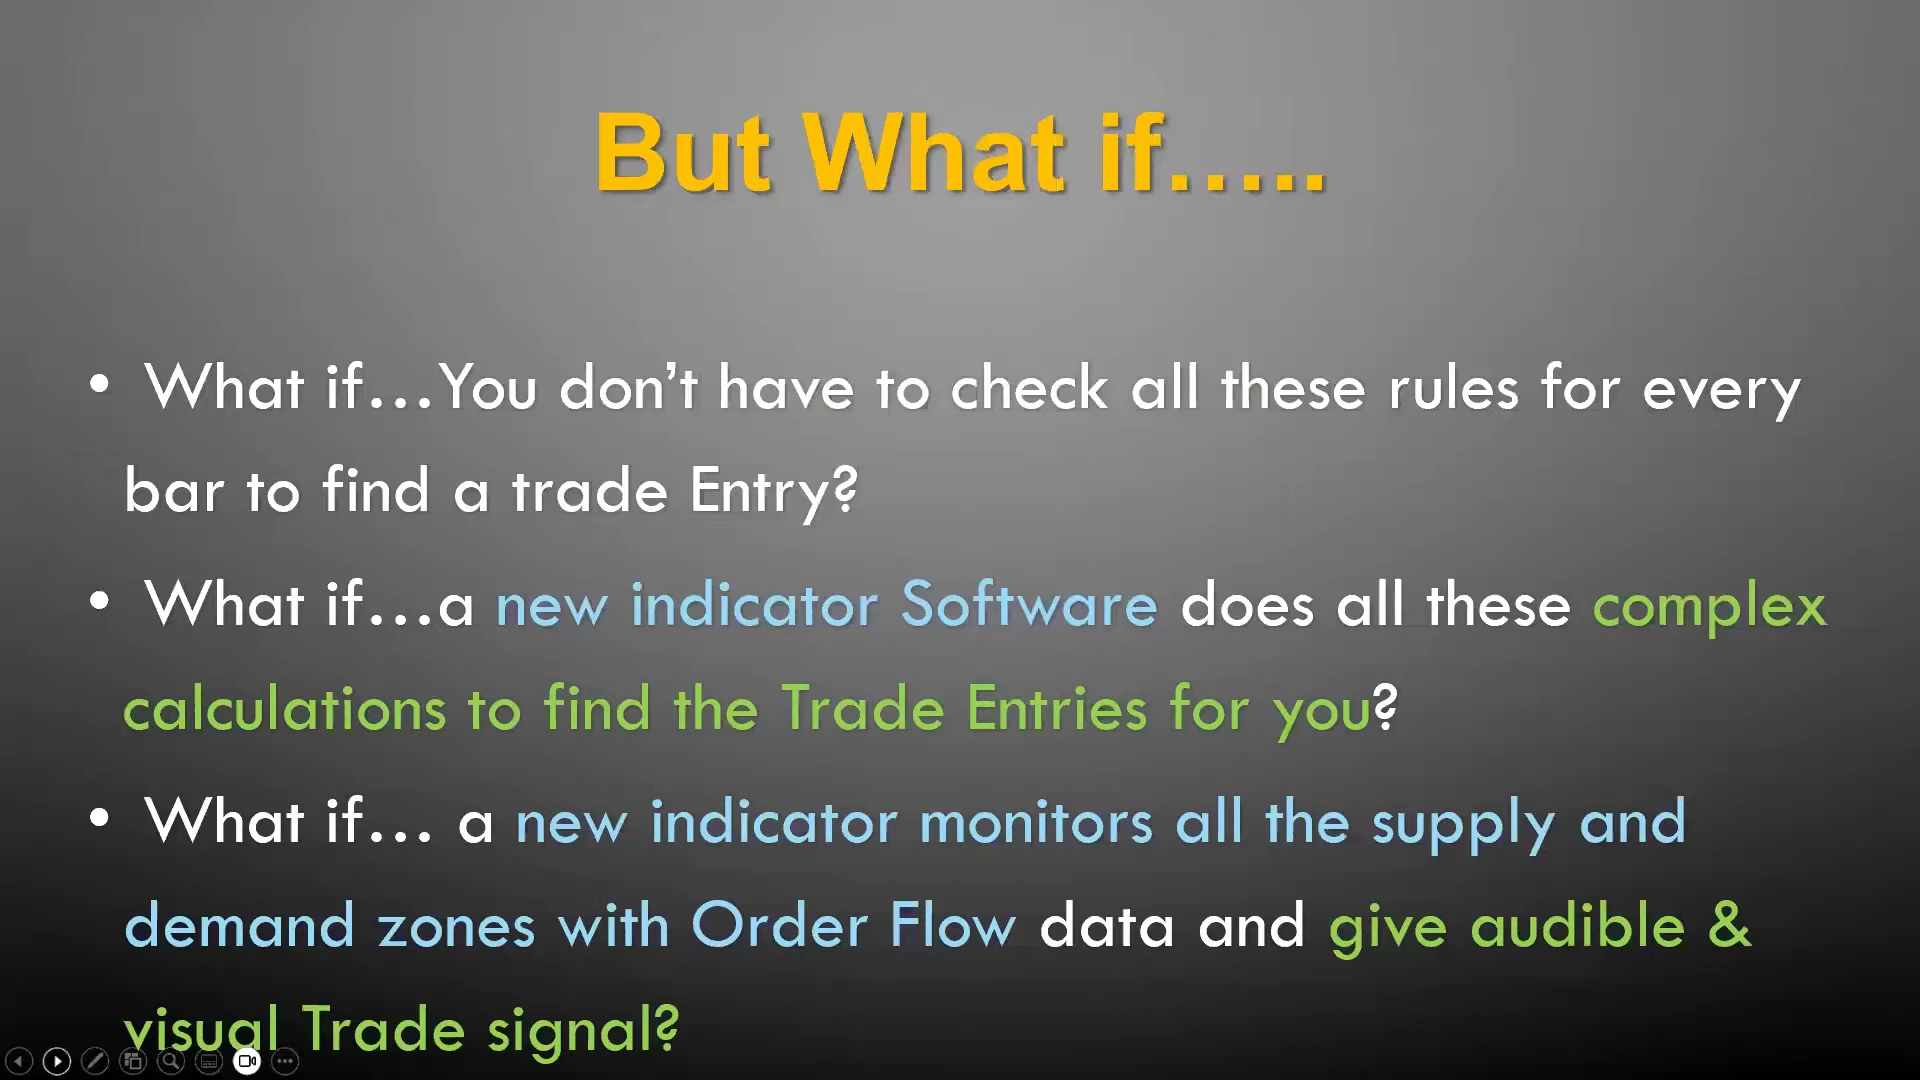 But What if…..
• What if…You don’t have to check all these rules for every
bar to find a trade Entry?
• What if…a new indicator Software does all these complex
calculations to find the Trade Entries for you?
• What if… a new indicator monitors all the supply and
demand zones with Order Flow data and give audible &
visual Trade signal?